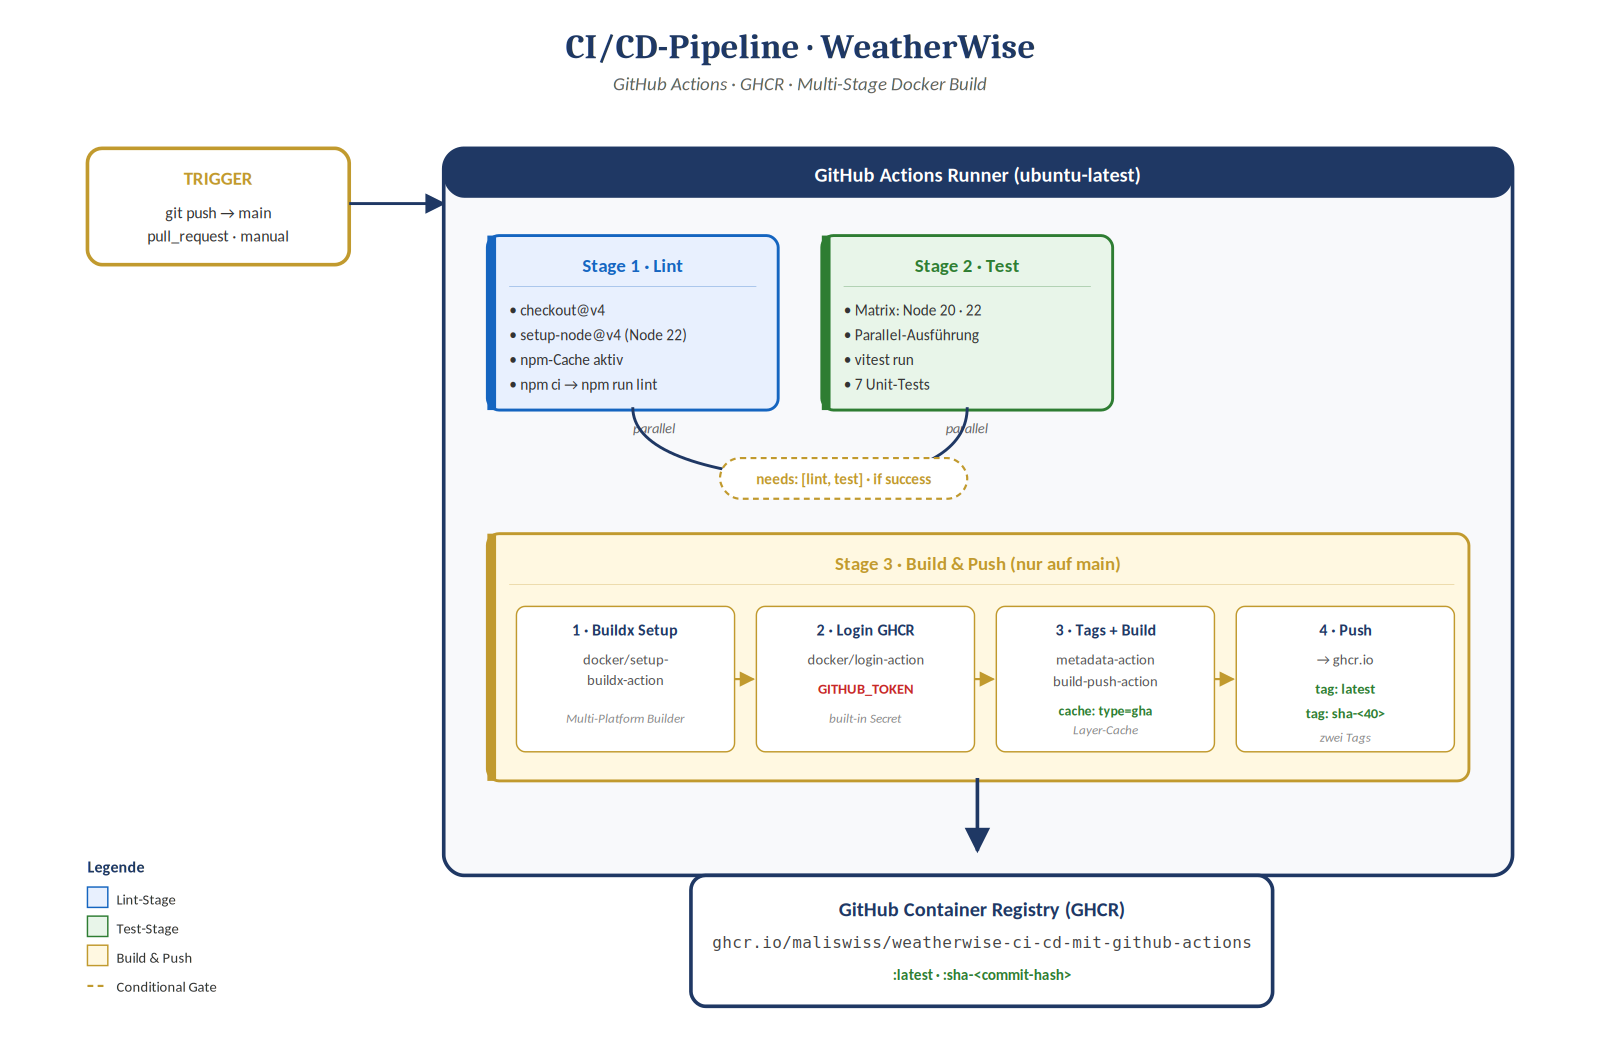 CI/CD-Pipeline · WeatherWise
GitHub Actions · GHCR · Multi-Stage Docker Build
TRIGGER
git push → main
pull_request · manual
GitHub Actions Runner (ubuntu-latest)
Stage 1 · Lint
• checkout@v4
• setup-node@v4 (Node 22)
• npm-Cache aktiv
• npm ci → npm run lint
Stage 2 · Test
• Matrix: Node 20 · 22
• Parallel-Ausführung
• vitest run
• 7 Unit-Tests
parallel
parallel
needs: [lint, test] · if success
Stage 3 · Build & Push (nur auf main)
1 · Buildx Setup
docker/setup-
buildx-action
Multi-Platform Builder
2 · Login GHCR
docker/login-action
GITHUB_TOKEN
built-in Secret
3 · Tags + Build
metadata-action
build-push-action
cache: type=gha
Layer-Cache
4 · Push
→ ghcr.io
tag: latest
tag: sha-<40>
zwei Tags
GitHub Container Registry (GHCR)
ghcr.io/maliswiss/weatherwise-ci-cd-mit-github-actions
:latest · :sha-<commit-hash>
Legende
Lint-Stage
Test-Stage
Build & Push
Conditional Gate